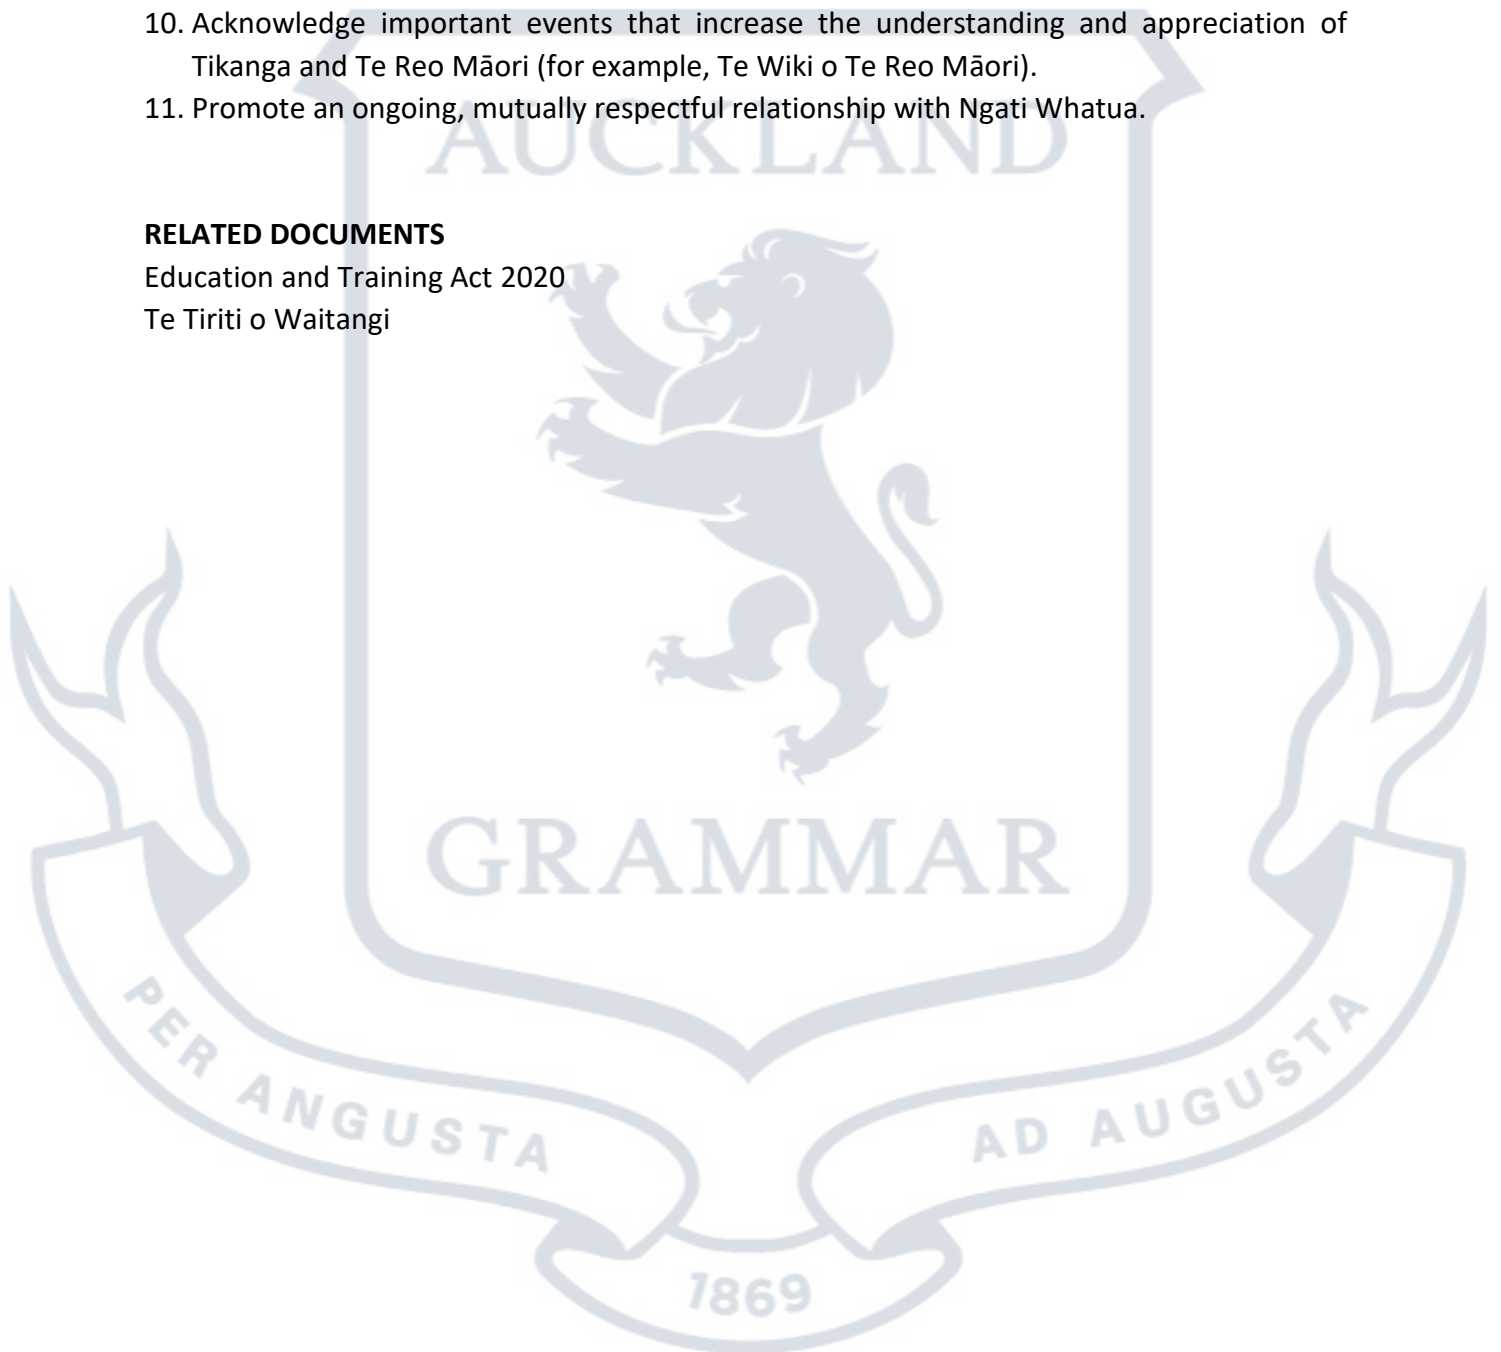 10. Acknowledge important events that increase the understanding and appreciation of
Tikanga and Te Reo Māori (for example, Te Wiki o Te Reo Māori).
11. Promote an ongoing, mutually respectful relationship with Ngati Whatua.
AUCKLAND
RELATED DOCUMENTS
Education and Training Act 2020
Te Tiriti o Waitangi
GRAMMAR
PER ANGUSTA AD AUGUSTA
1869